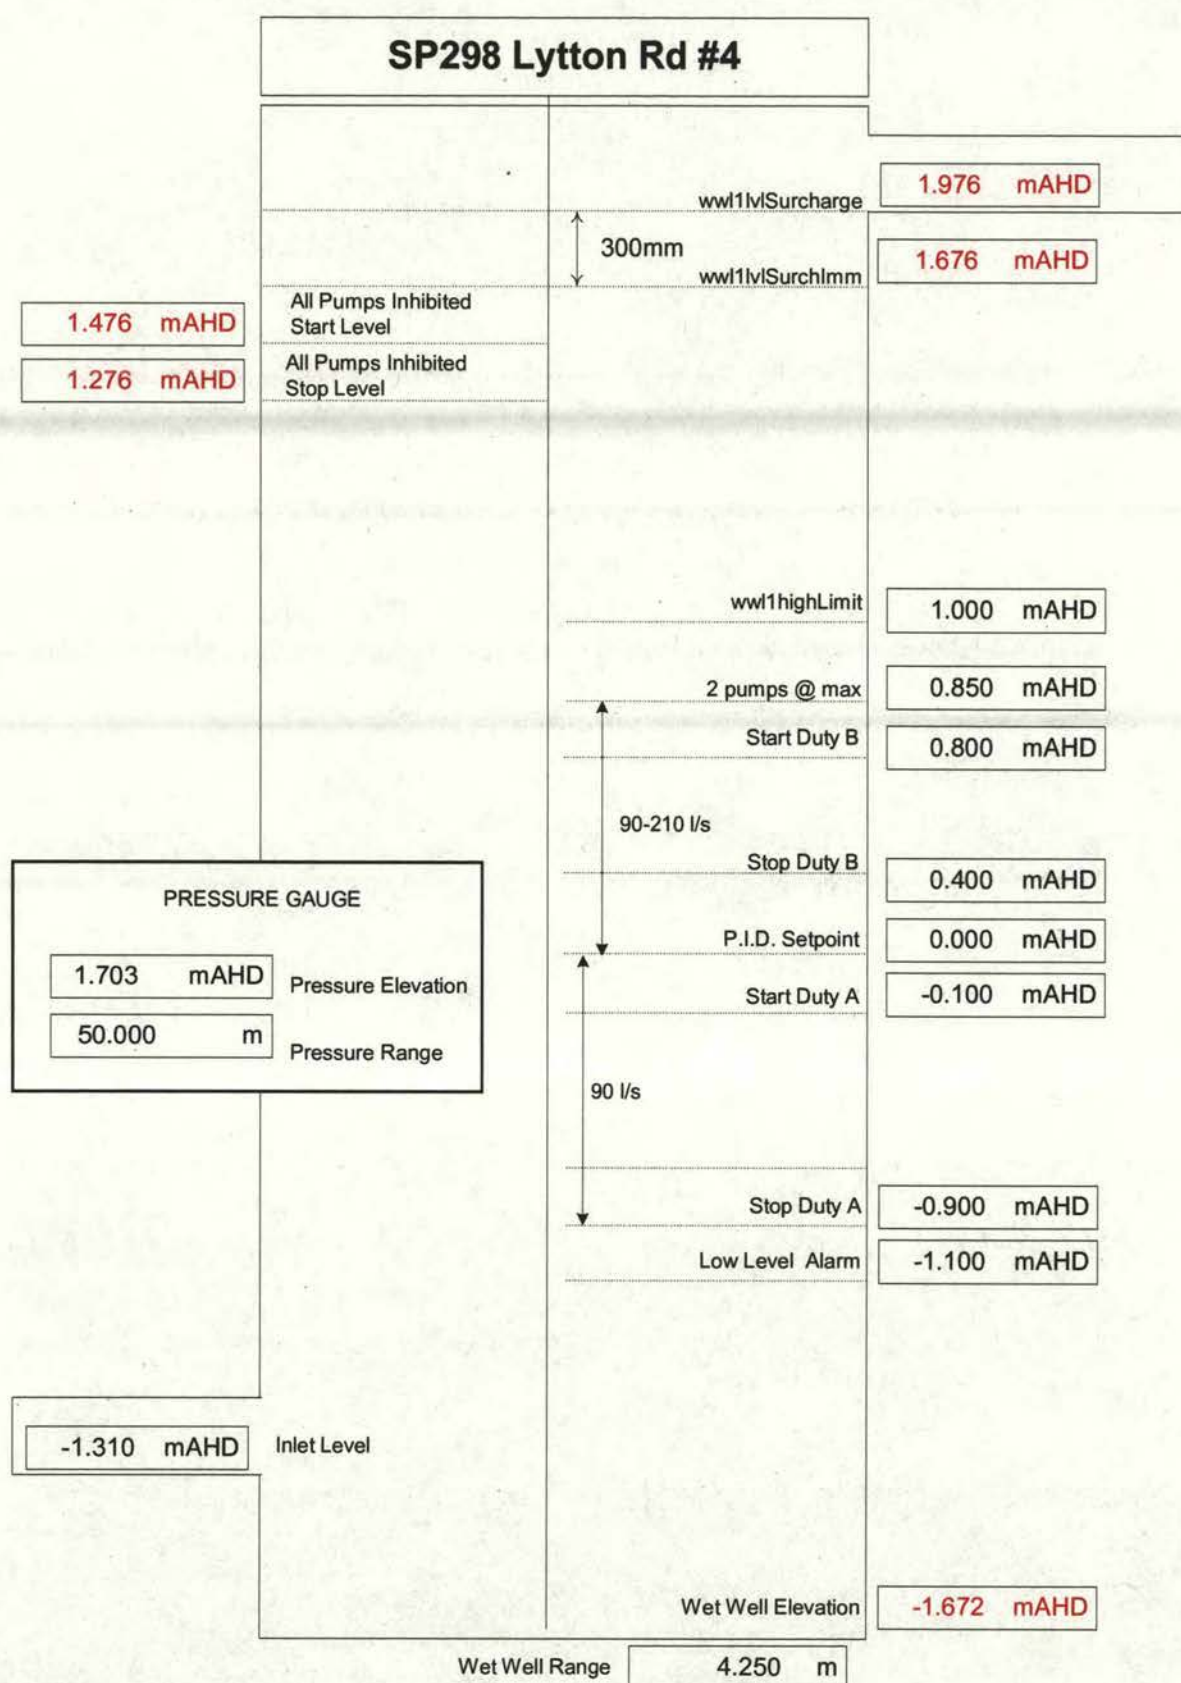 SP298 Lytton Rd #4
wwl1lvlSurcharge
1.976 mAHD
300mm
wwl1lvlSurchImm
1.676 mAHD
1.476 mAHD
All Pumps Inhibited
Start Level
1.276 mAHD
All Pumps Inhibited
Stop Level
wwl1highLimit
1.000 mAHD
2 pumps @ max
0.850 mAHD
Start Duty B
0.800 mAHD
90-210 l/s
Stop Duty B
0.400 mAHD
P.I.D. Setpoint
0.000 mAHD
Start Duty A
-0.100 mAHD
PRESSURE GAUGE
1.703 mAHD
Pressure Elevation
50.000 m
Pressure Range
90 l/s
Stop Duty A
-0.900 mAHD
Low Level Alarm
-1.100 mAHD
-1.310 mAHD
Inlet Level
Wet Well Elevation
-1.672 mAHD
Wet Well Range
4.250 m